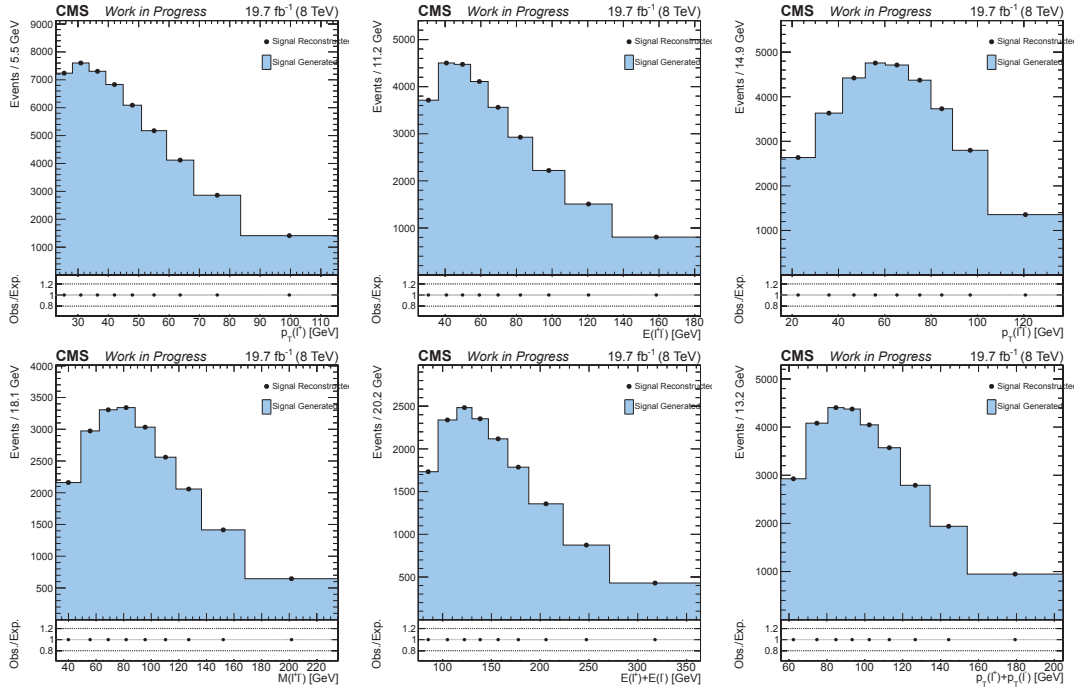 CMS Work in Progress 19.7 fb-1 (8 TeV)
Events / 5.5 GeV
9000
8000
7000
6000
5000
4000
3000
2000
1000
Signal Reconstructed
Signal Generated
Obs./Exp.
1.2
1
0.8
30 40 50 60 70 80 90 100 110
pT(l+) [GeV]
CMS Work in Progress 19.7 fb-1 (8 TeV)
Events / 11.2 GeV
5000
4000
3000
2000
1000
Signal Reconstructed
Signal Generated
Obs./Exp.
1.2
1
0.8
40 60 80 100 120 140 160 180
E(l+l-) [GeV]
CMS Work in Progress 19.7 fb-1 (8 TeV)
Events / 14.9 GeV
5000
4000
3000
2000
1000
Signal Reconstructed
Signal Generated
Obs./Exp.
1.2
1
0.8
20 40 60 80 100 120
pT(l+l-) [GeV]
CMS Work in Progress 19.7 fb-1 (8 TeV)
Events / 18.1 GeV
4000
3500
3000
2500
2000
1500
1000
500
Signal Reconstructed
Signal Generated
Obs./Exp.
1.2
1
0.8
40 60 80 100 120 140 160 180 200 220
M(l+l-) [GeV]
CMS Work in Progress 19.7 fb-1 (8 TeV)
Events / 20.2 GeV
2500
2000
1500
1000
500
Signal Reconstructed
Signal Generated
Obs./Exp.
1.2
1
0.8
100 150 200 250 300 350
E(l+)+E(l-) [GeV]
CMS Work in Progress 19.7 fb-1 (8 TeV)
Events / 13.2 GeV
5000
4000
3000
2000
1000
Signal Reconstructed
Signal Generated
Obs./Exp.
1.2
1
0.8
60 80 100 120 140 160 180 200
pT(l+)+pT(l-) [GeV]